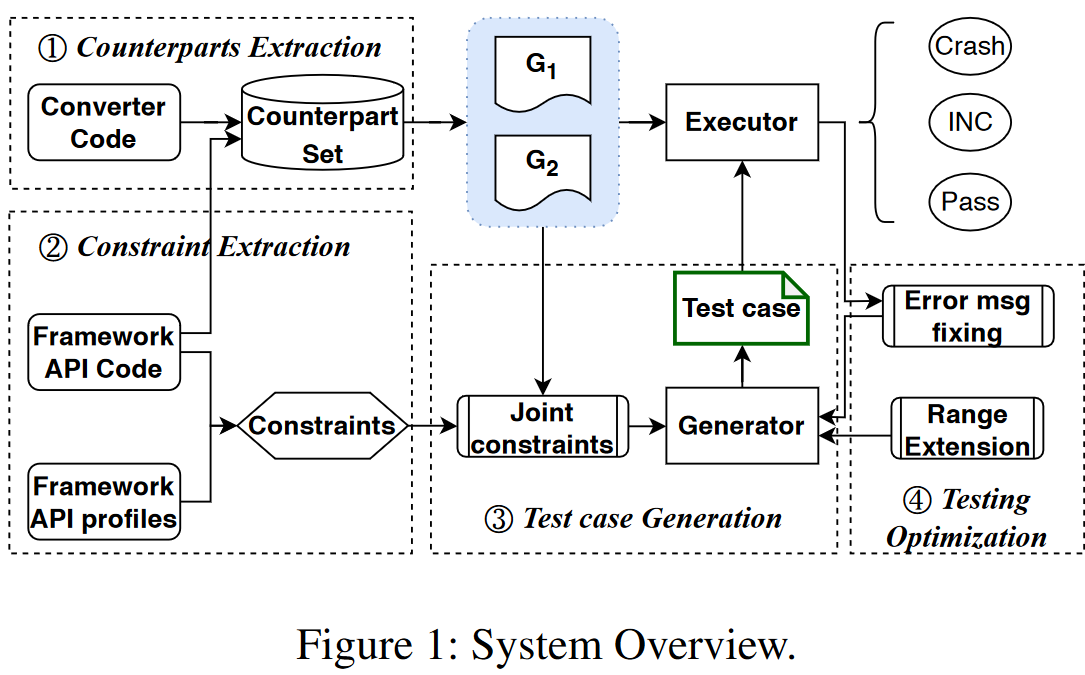 ① Counterparts Extraction
Converter
Code
Counterpart
Set
G1
G2
Executor
Crash
INC
Pass
② Constraint Extraction
Framework
API Code
Constraints
Framework
API profiles
Test case
Joint
constraints
Generator
③ Test case Generation
Error msg
fixing
Range
Extension
④ Testing
Optimization
Figure 1: System Overview.